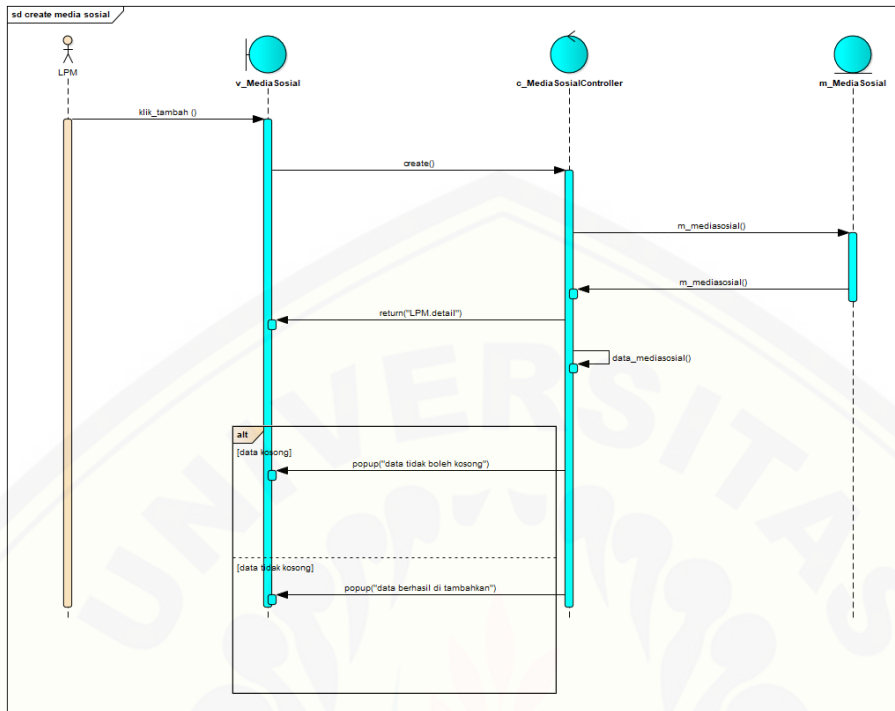 sd create media sosial
LPM
v_MediaSosial
c_MediaSosialController
m_MediaSosial
klik_tambah ()
create()
m_mediasosial()
m_mediasosial()
return("LPM.detail")
data_mediasosial()
alt
[data kosong]
popup("data tidak boleh kosong")
[data tidak kosong]
popup("data berhasil di tambahkan")
UNIVERSITAS